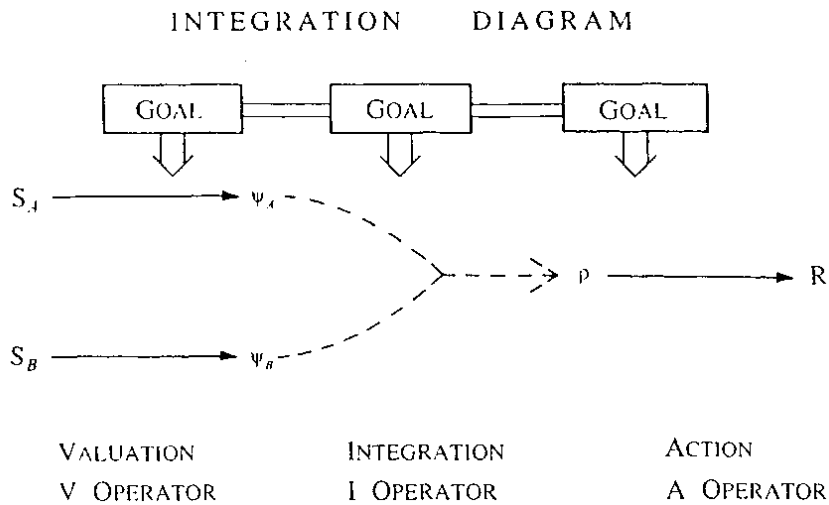 INTEGRATION DIAGRAM
GOAL GOAL GOAL
S_A ψ_A
ρ R
S_B ψ_B
VALUATION INTEGRATION ACTION
V OPERATOR I OPERATOR A OPERATOR